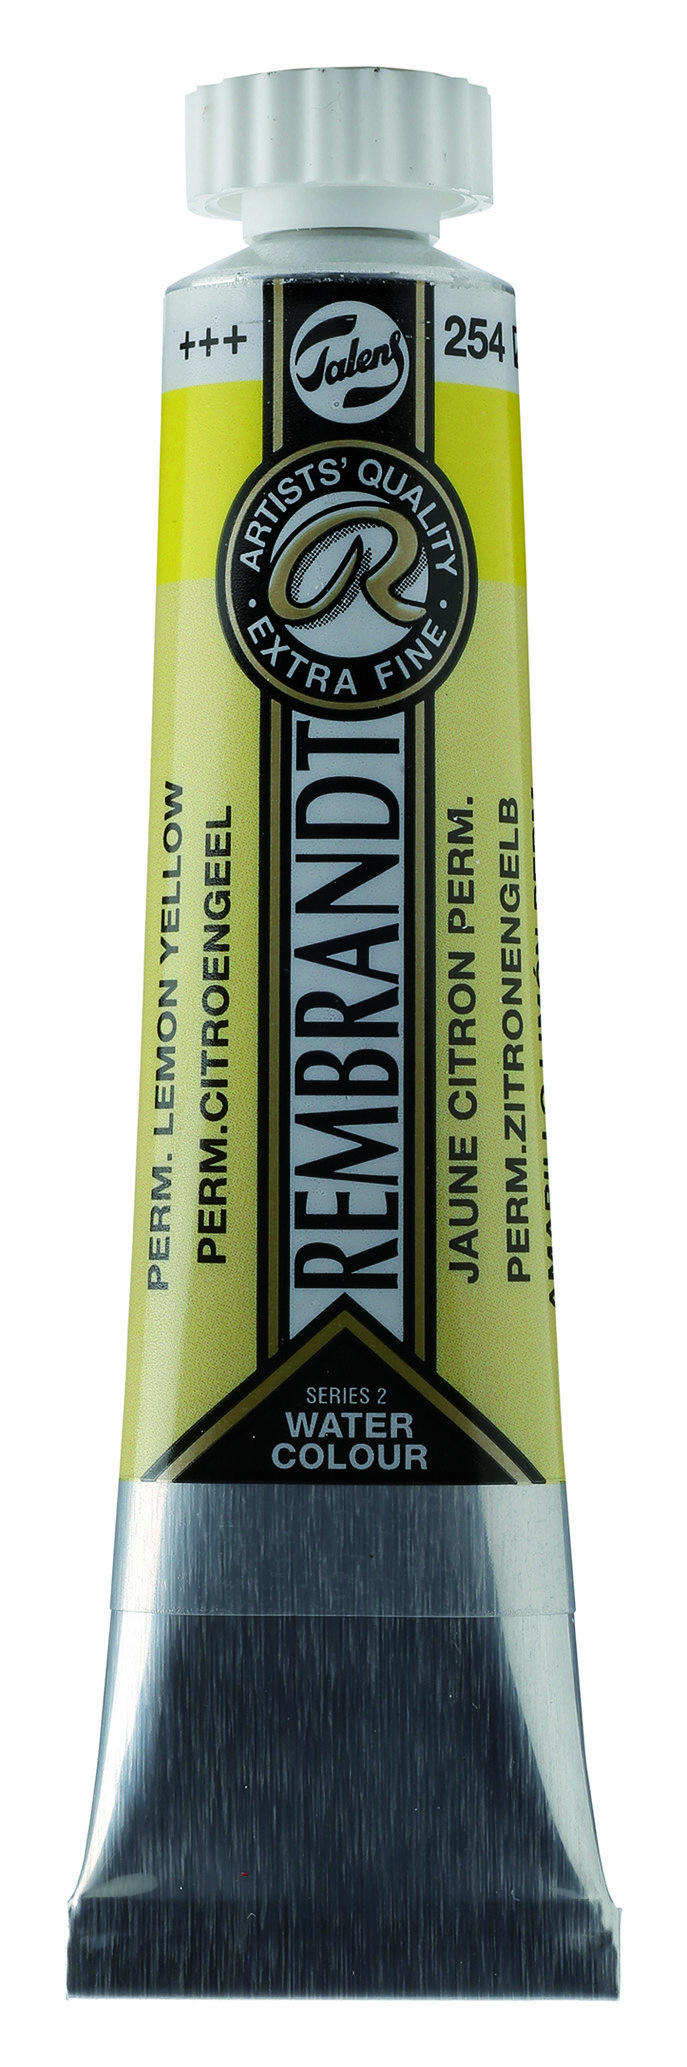 +++
Talens
254
ARTISTS' QUALITY
R
· EXTRA FINE ·
PERM. LEMON YELLOW
PERM.CITROENGEEL
REMBRANDT
JAUNE CITRON PERM.
PERM.ZITRONENGELB
SERIES 2
WATER
COLOUR